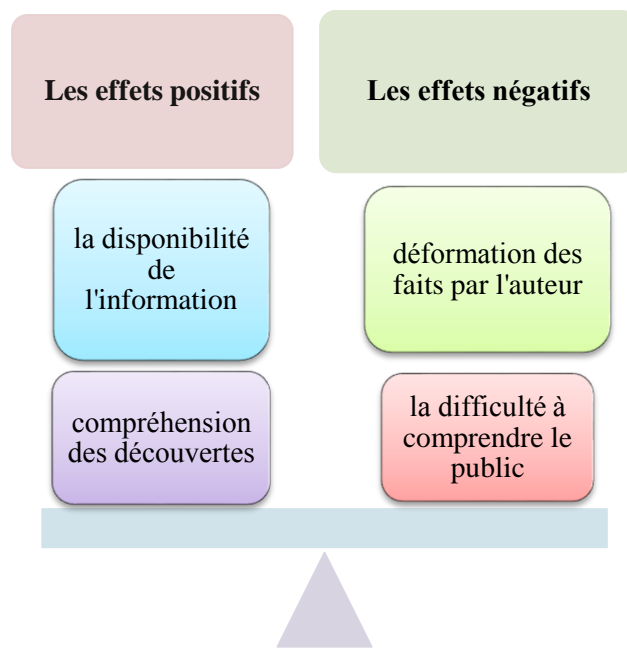 Les effets positifs
Les effets négatifs
la disponibilité
de
l'information
déformation des
faits par l'auteur
compréhension
des découvertes
la difficulté à
comprendre le
public